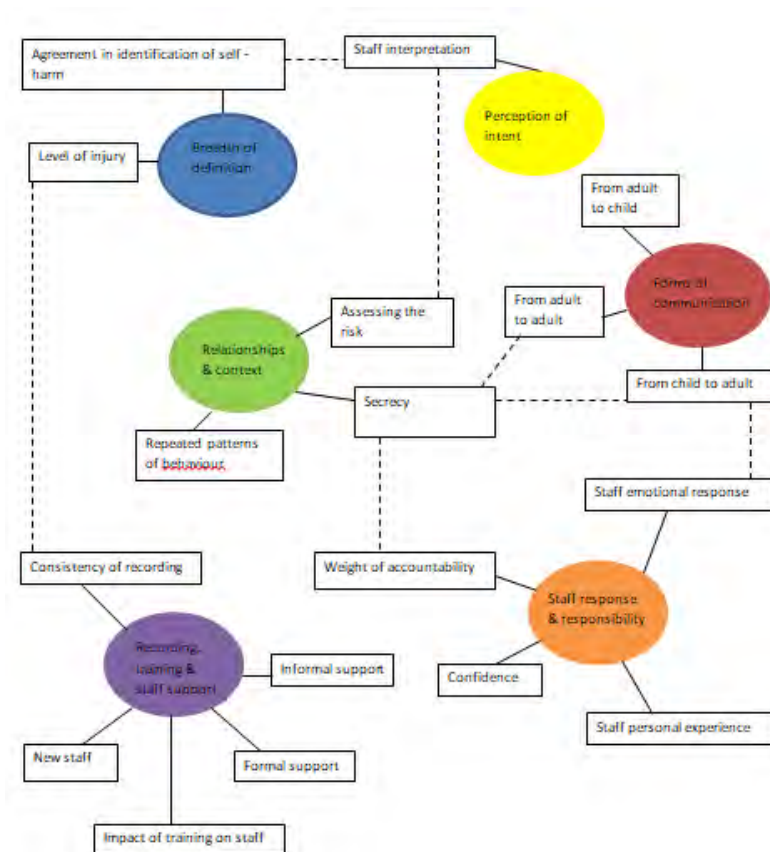 Agreement in identification of self -
harm
Staff interpretation
Perception of
intent
Level of injury
Breadth of
definition
From adult
to child
Forms of
communication
From adult
to adult
Assessing the
risk
Relationships
& context
From child to adult
Secrecy
Repeated patterns
of behaviour
Staff emotional response
Consistency of recording
Weight of accountability
Staff response
& responsibility
Recording,
training &
staff support
Informal support
Confidence
Staff personal experience
New staff
Formal support
Impact of training on staff